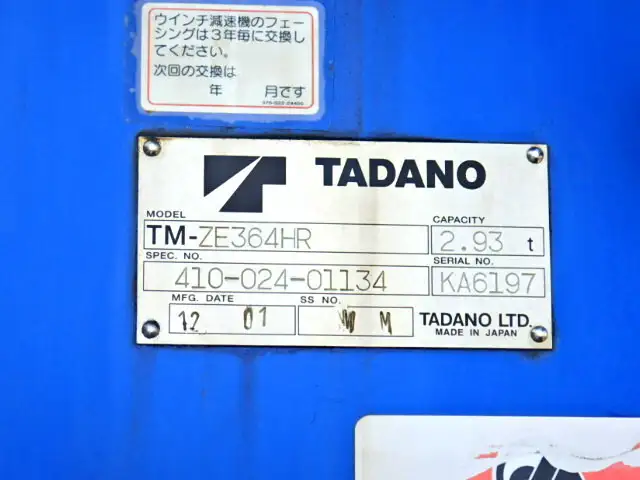 ウインチ減速機のフェー
シングは３年毎に交換し
てください。
次回の交換は
年 月です
TADANO
MODEL
TM-ZE364HR
CAPACITY
2.93 t
SPEC. NO.
410-024-01134
SERIAL NO.
KA6197
MFG. DATE
12 01
SS NO.
M
TADANO LTD.
MADE IN JAPAN